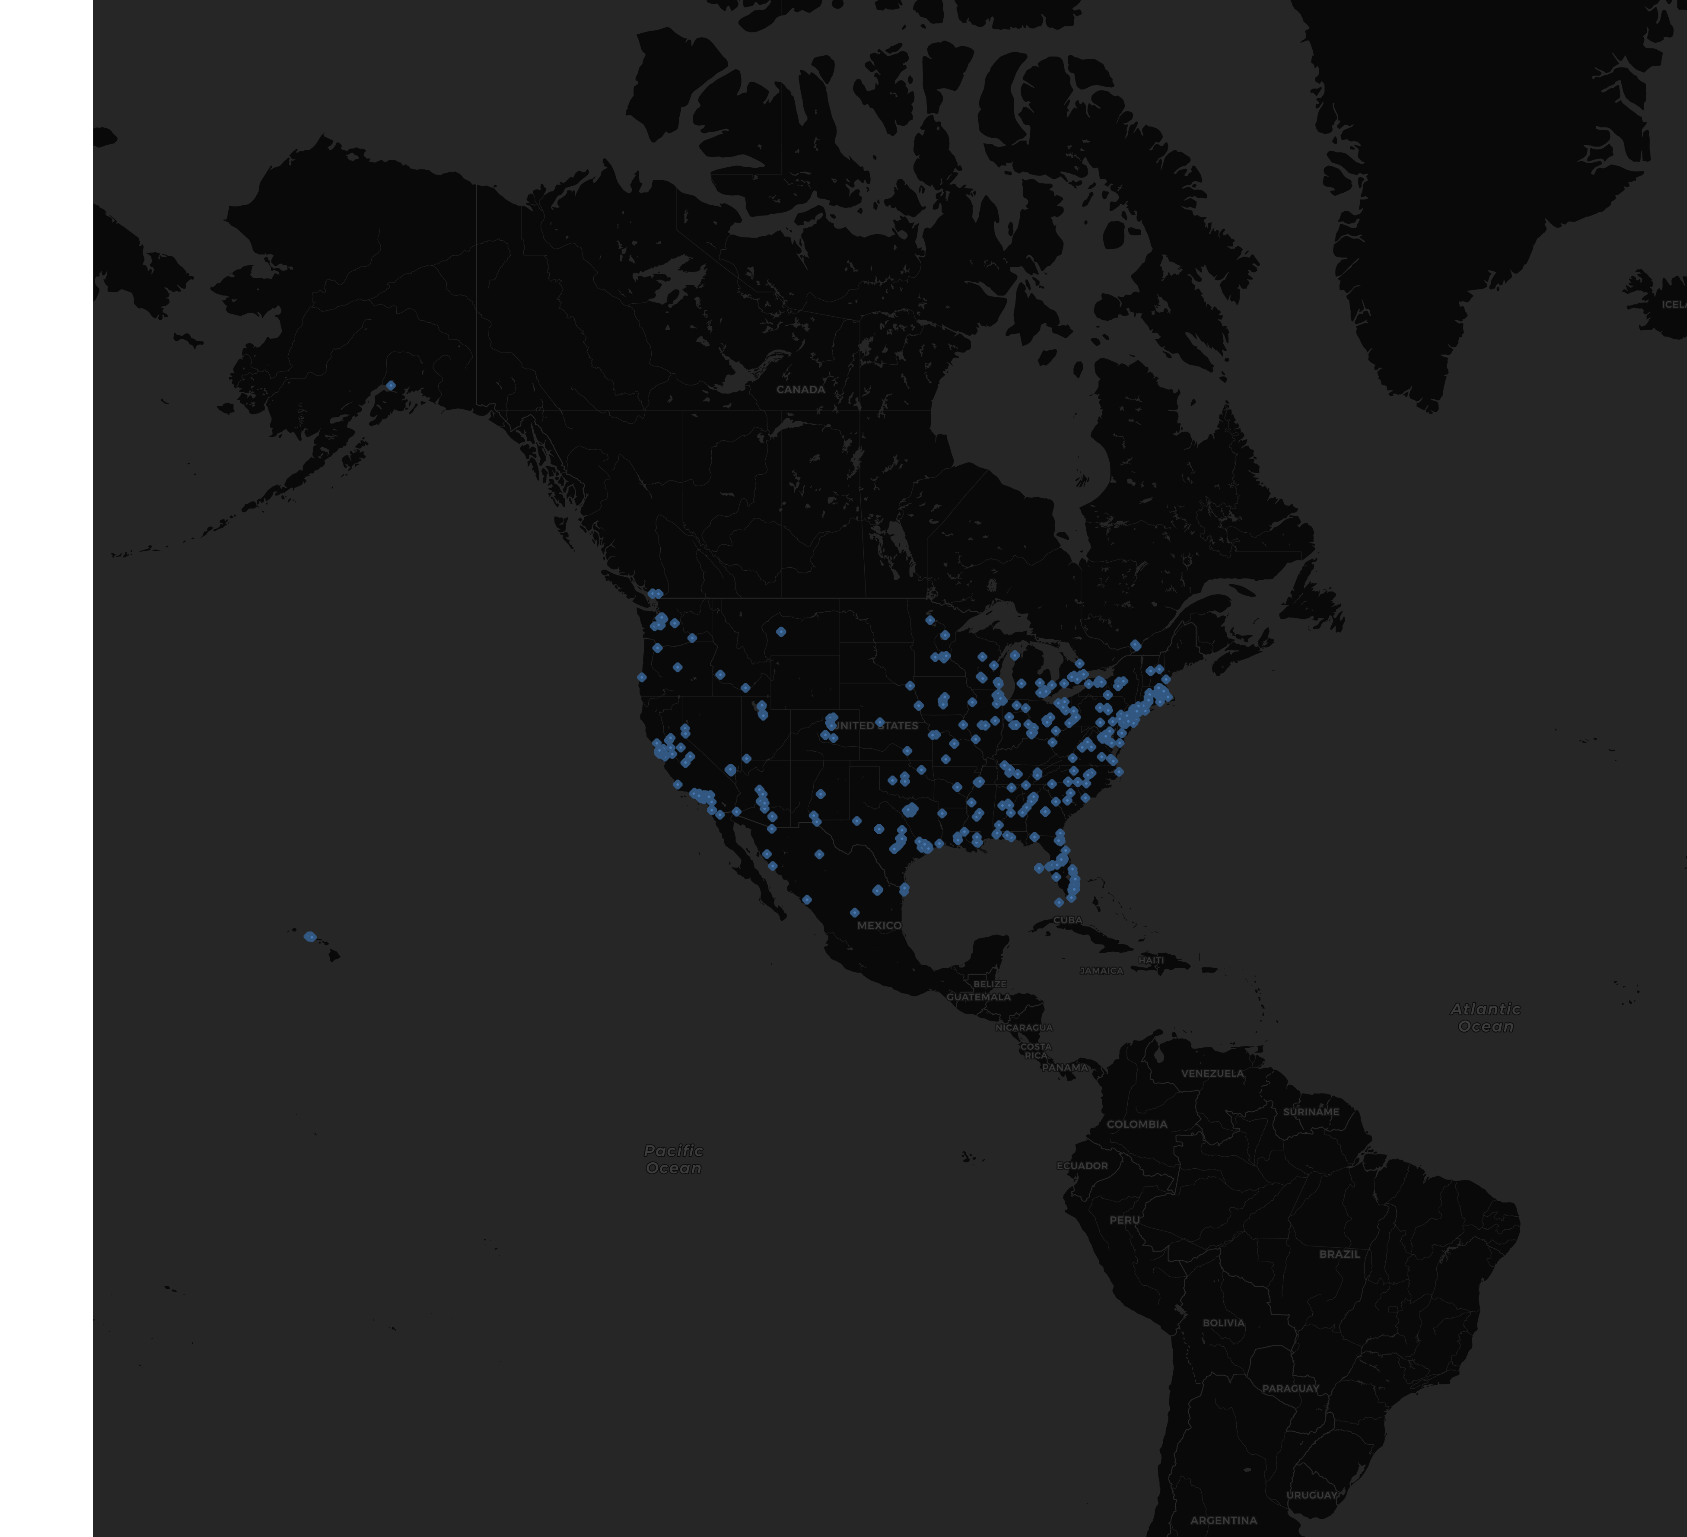 ICEL
CANADA
UNITED STATES
MEXICO
CUBA
HAITI
JAMAICA
BELIZE
GUATEMALA
NICARAGUA
COSTA
RICA
PANAMA
Atlantic
Ocean
VENEZUELA
SURINAME
COLOMBIA
Pacific
Ocean
ECUADOR
PERU
BRAZIL
BOLIVIA
PARAGUAY
URUGUAY
ARGENTINA